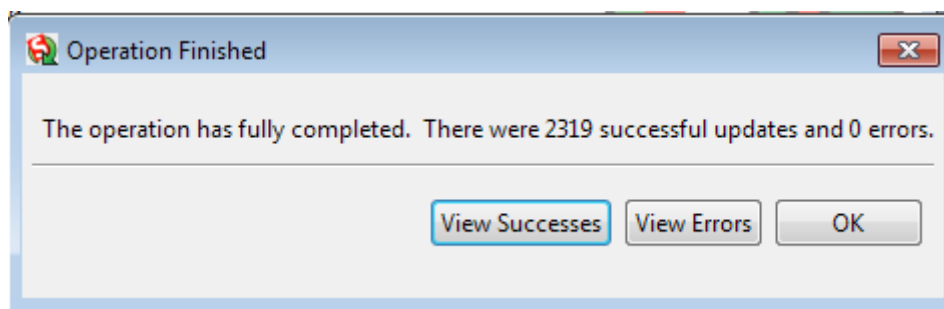 Operation Finished
The operation has fully completed.  There were 2319 successful updates and 0 errors.
View Successes
View Errors
OK